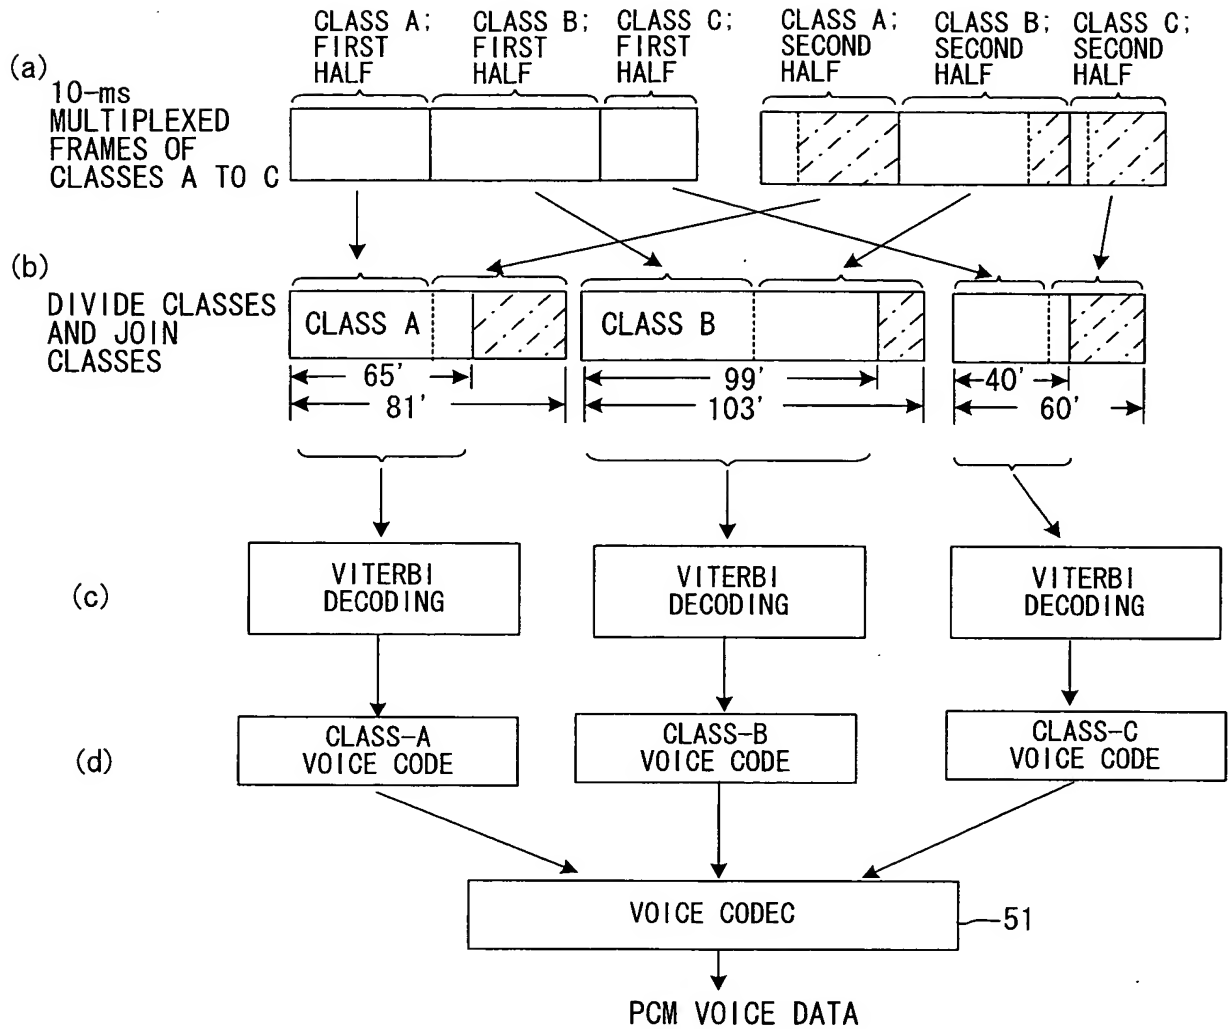 CLASS A;
FIRST
HALF
CLASS B;
FIRST
HALF
CLASS C;
FIRST
HALF
CLASS A;
SECOND
HALF
CLASS B;
SECOND
HALF
CLASS C;
SECOND
HALF
(a)
10-ms
MULTIPLEXED
FRAMES OF
CLASSES A TO C
(b)
DIVIDE CLASSES
AND JOIN
CLASSES
CLASS A
CLASS B
65'
81'
99'
103'
40'
60'
(c)
VITERBI
DECODING
VITERBI
DECODING
VITERBI
DECODING
(d)
CLASS-A
VOICE CODE
CLASS-B
VOICE CODE
CLASS-C
VOICE CODE
VOICE CODEC
51
PCM VOICE DATA